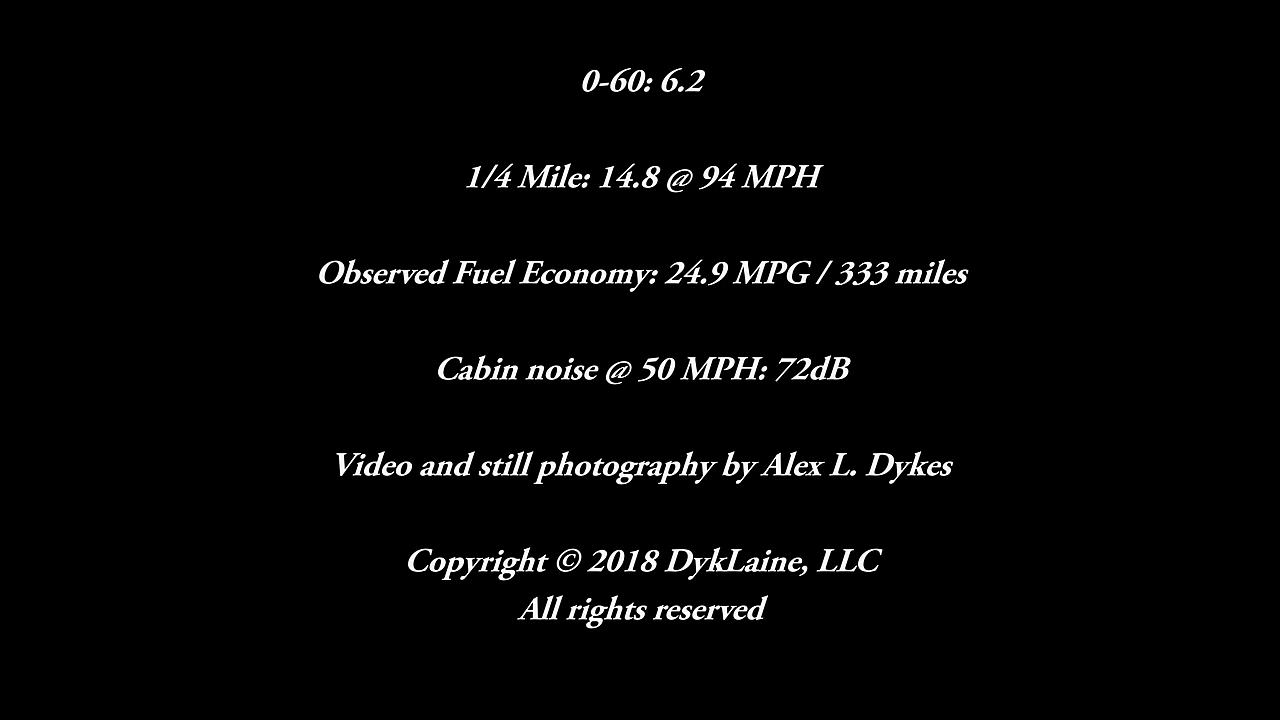 0-60: 6.2
1/4 Mile: 14.8 @ 94 MPH
Observed Fuel Economy: 24.9 MPG / 333 miles
Cabin noise @ 50 MPH: 72dB
Video and still photography by Alex L. Dykes
Copyright © 2018 DykLaine, LLC
All rights reserved